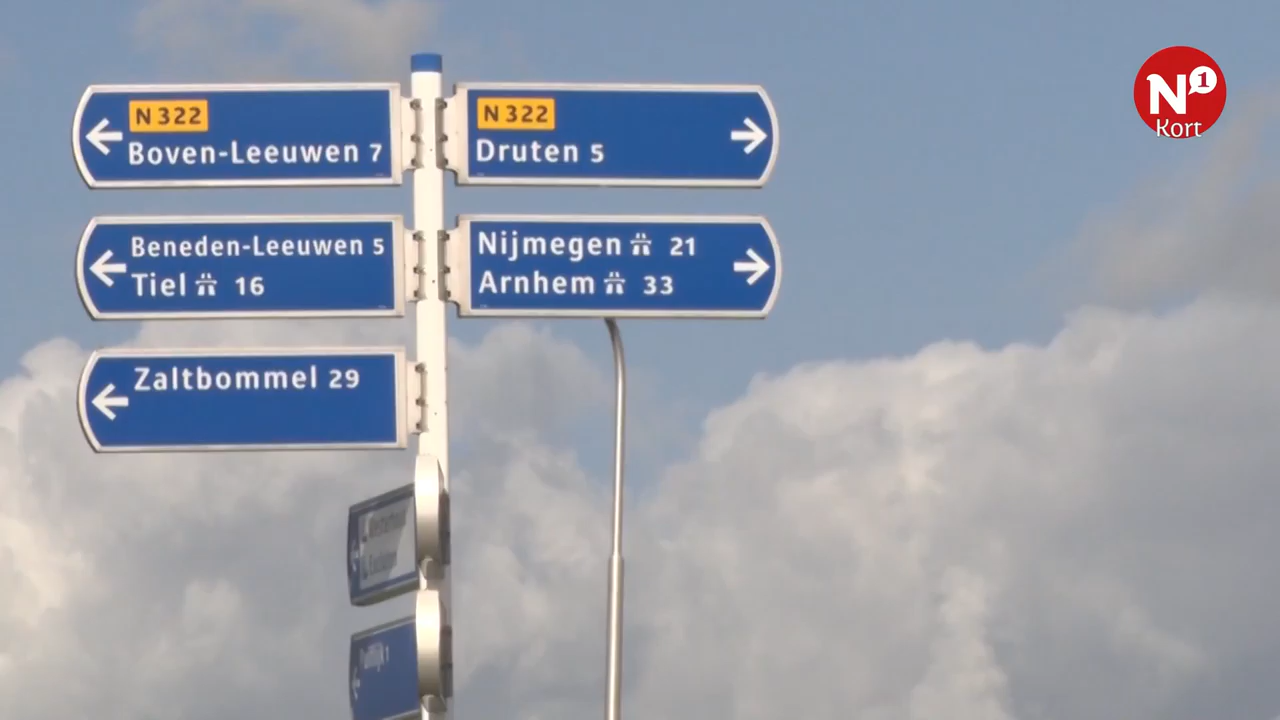 N 322
Boven-Leeuwen 7
N 322
Druten 5
Beneden-Leeuwen 5
Tiel 16
Nijmegen 21
Arnhem 33
Zaltbommel 29
N1
Kort